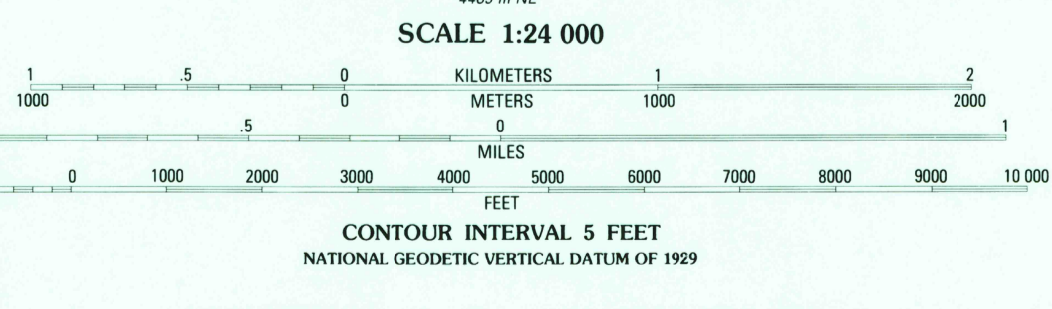 SCALE 1:24 000
1 .5 0 KILOMETERS 1 2
1000 0 METERS 1000 2000
.5 0 1
MILES
0 1000 2000 3000 4000 5000 6000 7000 8000 9000 10 000
FEET
CONTOUR INTERVAL 5 FEET
NATIONAL GEODETIC VERTICAL DATUM OF 1929